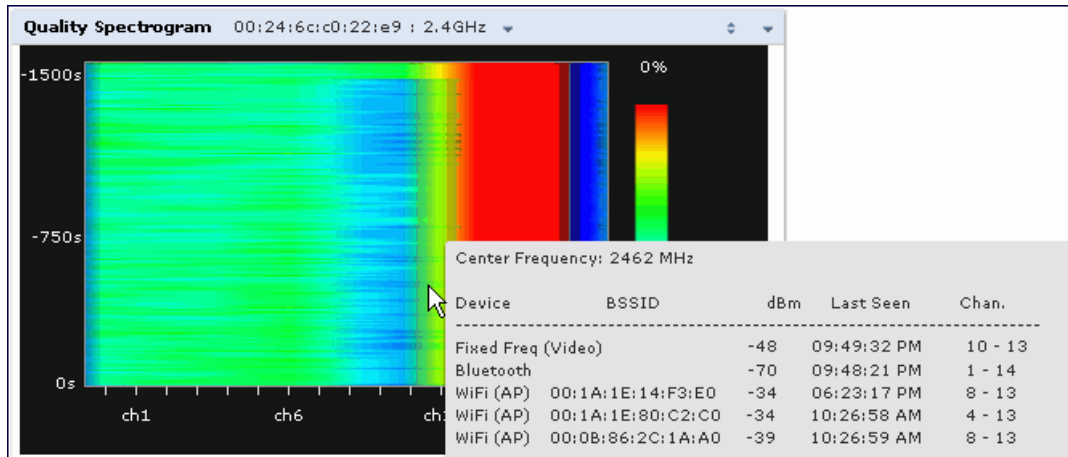 Quality Spectrogram 00:24:6c:c0:22:e9 : 2.4GHz
-1500s
0%
-750s
0s
ch1 ch6 ch
Center Frequency: 2462 MHz
Device BSSID dBm Last Seen Chan.
--------------------------------------------------------------------------------
Fixed Freq (Video) -48 09:49:32 PM 10 - 13
Bluetooth -70 09:48:21 PM 1 - 14
WiFi (AP) 00:1A:1E:14:F3:E0 -34 06:23:17 PM 8 - 13
WiFi (AP) 00:1A:1E:80:C2:C0 -34 10:26:58 AM 4 - 13
WiFi (AP) 00:0B:86:2C:1A:A0 -39 10:26:59 AM 8 - 13